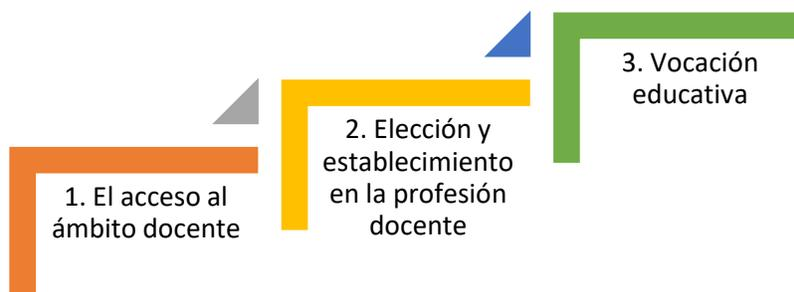 1. El acceso al
ámbito docente
2. Elección y
establecimiento
en la profesión
docente
3. Vocación
educativa